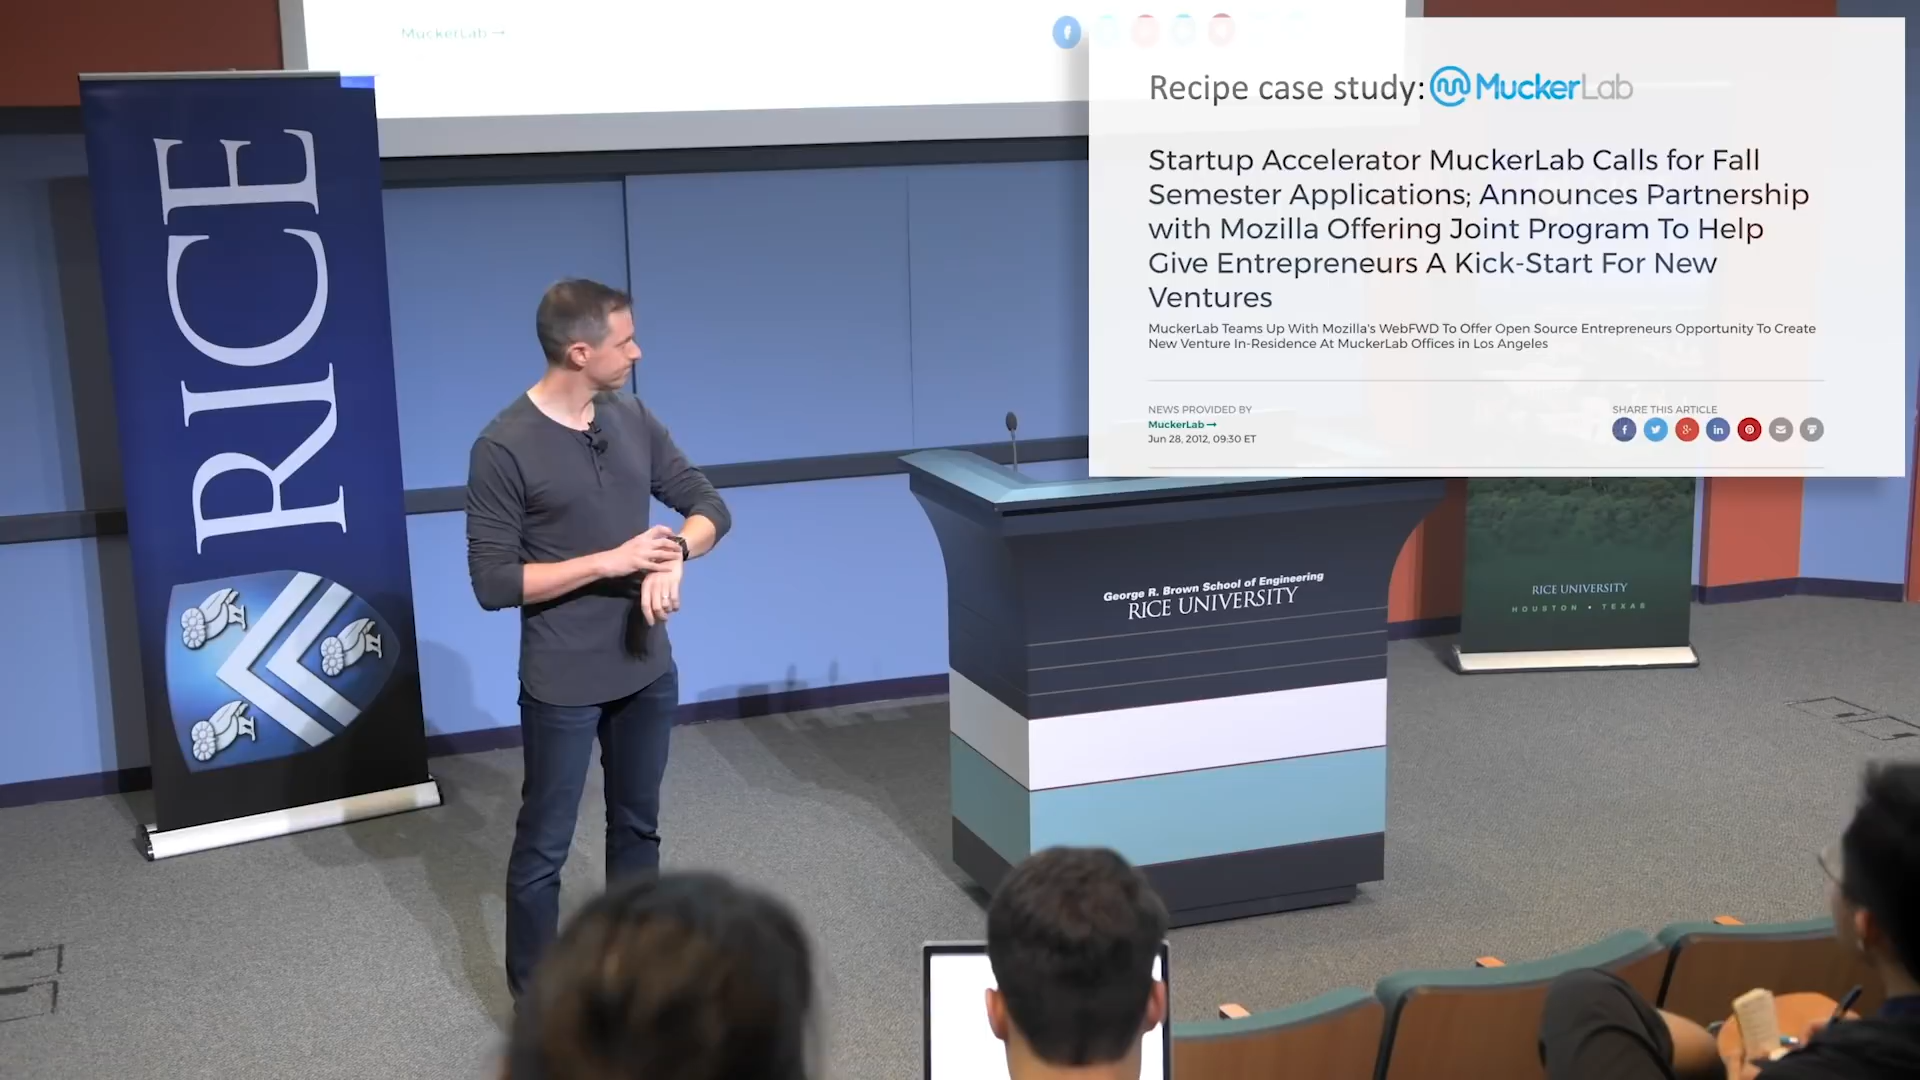 MuckerLab →
RICE
Recipe case study: MuckerLab
Startup Accelerator MuckerLab Calls for Fall
Semester Applications; Announces Partnership
with Mozilla Offering Joint Program To Help
Give Entrepreneurs A Kick-Start For New
Ventures
MuckerLab Teams Up With Mozilla's WebFWD To Offer Open Source Entrepreneurs Opportunity To Create
New Venture In-Residence At MuckerLab Offices in Los Angeles
NEWS PROVIDED BY
MuckerLab →
Jun 28, 2012, 09:30 ET
SHARE THIS ARTICLE
George R. Brown School of Engineering
RICE UNIVERSITY
RICE UNIVERSITY
HOUSTON • TEXAS